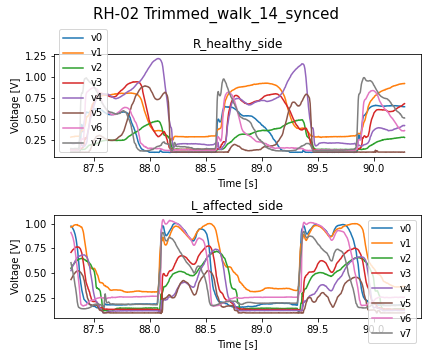 RH-02 Trimmed_walk_14_synced
R_healthy_side
Voltage [V]
1.25
1.00
0.75
0.50
0.25
v0
v1
v2
v3
v4
v5
v6
v7
87.5 88.0 88.5 89.0 89.5 90.0
Time [s]
L_affected_side
Voltage [V]
1.00
0.75
0.50
0.25
v0
v1
v2
v3
v4
v5
v6
v7
87.5 88.0 88.5 89.0 89.5 90.0
Time [s]